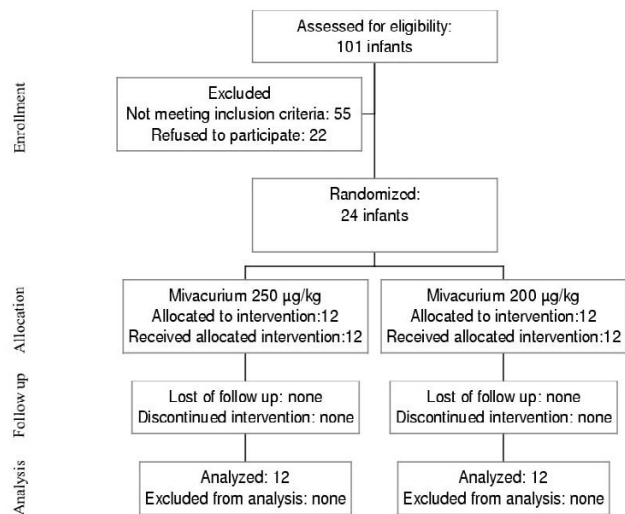 Assessed for eligibility:
101 infants
Enrollment
Excluded
Not meeting inclusion criteria: 55
Refused to participate: 22
Randomized:
24 infants
Allocation
Mivacurium 250 µg/kg
Allocated to intervention:12
Received allocated intervention:12
Mivacurium 200 µg/kg
Allocated to intervention:12
Received allocated intervention:12
Follow up
Lost of follow up: none
Discontinued intervention: none
Lost of follow up: none
Discontinued intervention: none
Analysis
Analyzed: 12
Excluded from analysis: none
Analyzed: 12
Excluded from analysis: none